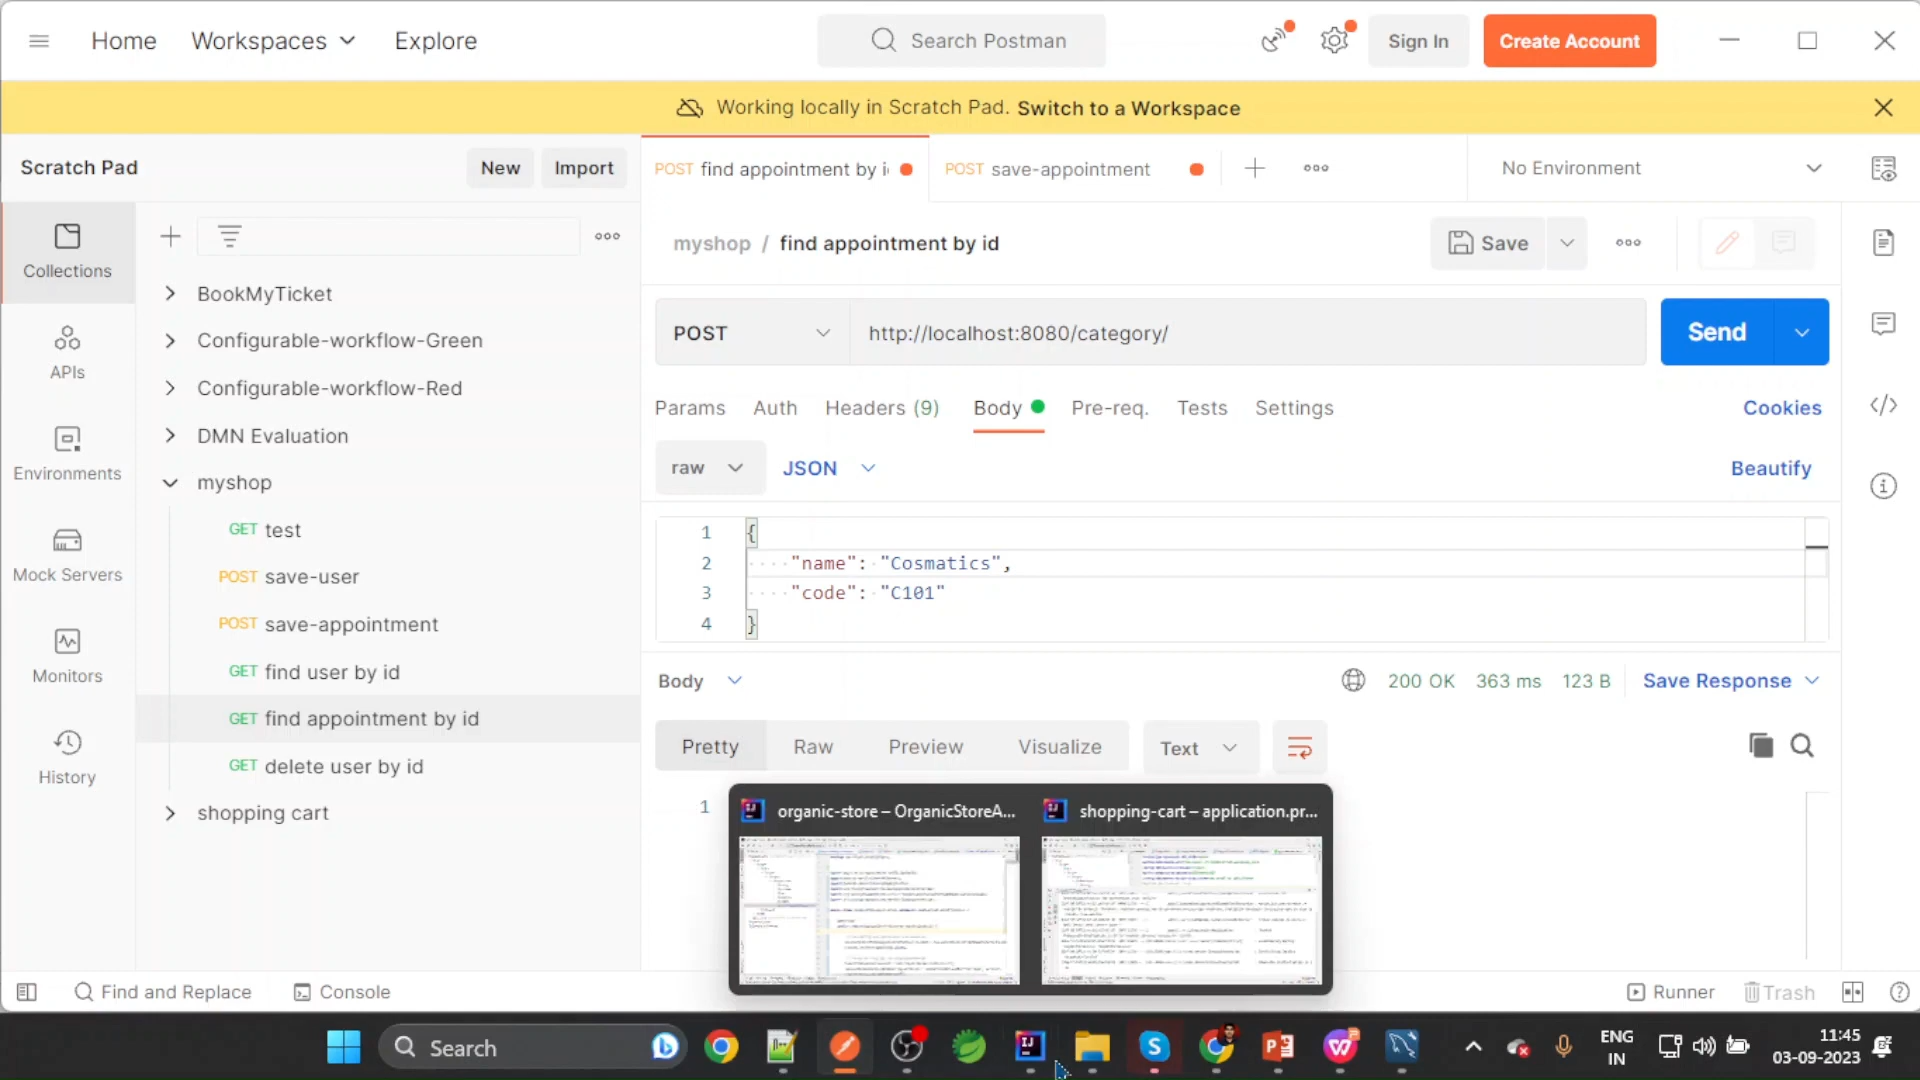 Home Workspaces Explore Search Postman Sign In Create Account
Working locally in Scratch Pad. Switch to a Workspace
Scratch Pad New Import
POST find appointment by i POST save-appointment No Environment
Collections
APIs
Environments
Mock Servers
Monitors
History
BookMyTicket
Configurable-workflow-Green
Configurable-workflow-Red
DMN Evaluation
myshop
GET test
POST save-user
POST save-appointment
GET find user by id
GET find appointment by id
GET delete user by id
shopping cart
myshop / find appointment by id Save
POST http://localhost:8080/category/ Send
Params Auth Headers (9) Body Pre-req. Tests Settings Cookies
raw JSON Beautify
1 {
2 "name": "Cosmatics",
3 "code": "C101"
4 }
Body 200 OK 363 ms 123 B Save Response
Pretty Raw Preview Visualize Text
1
organic-store – OrganicStoreA... shopping-cart – application.pr...
Find and Replace Console Runner Trash
Search ENG 11:45
IN 03-09-2023